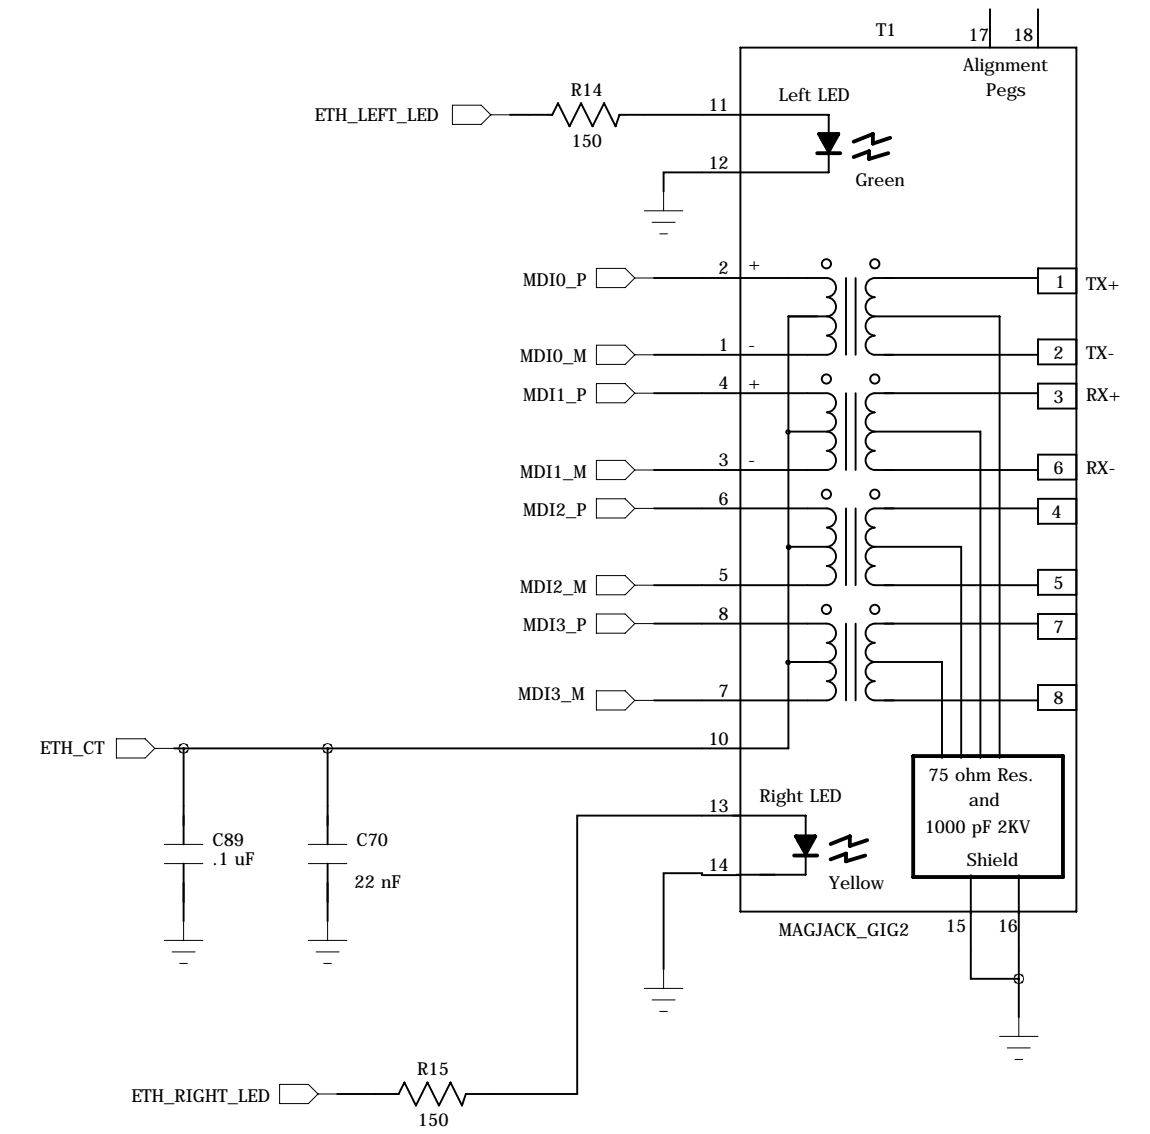 T1
17 18
Alignment
Pegs
R14
Left LED
ETH_LEFT_LED
11
150
12
Green
MDI0_P
2 +
1 TX+
MDI0_M
1 -
2 TX-
MDI1_P
4 +
3 RX+
MDI1_M
3 -
6 RX-
MDI2_P
6
4
MDI2_M
5
5
MDI3_P
8
7
MDI3_M
7
8
ETH_CT
10
75 ohm Res.
and
1000 pF 2KV
Shield
Right LED
13
C89
.1 uF
C70
22 nF
14
Yellow
MAGJACK_GIG2
15 16
R15
ETH_RIGHT_LED
150